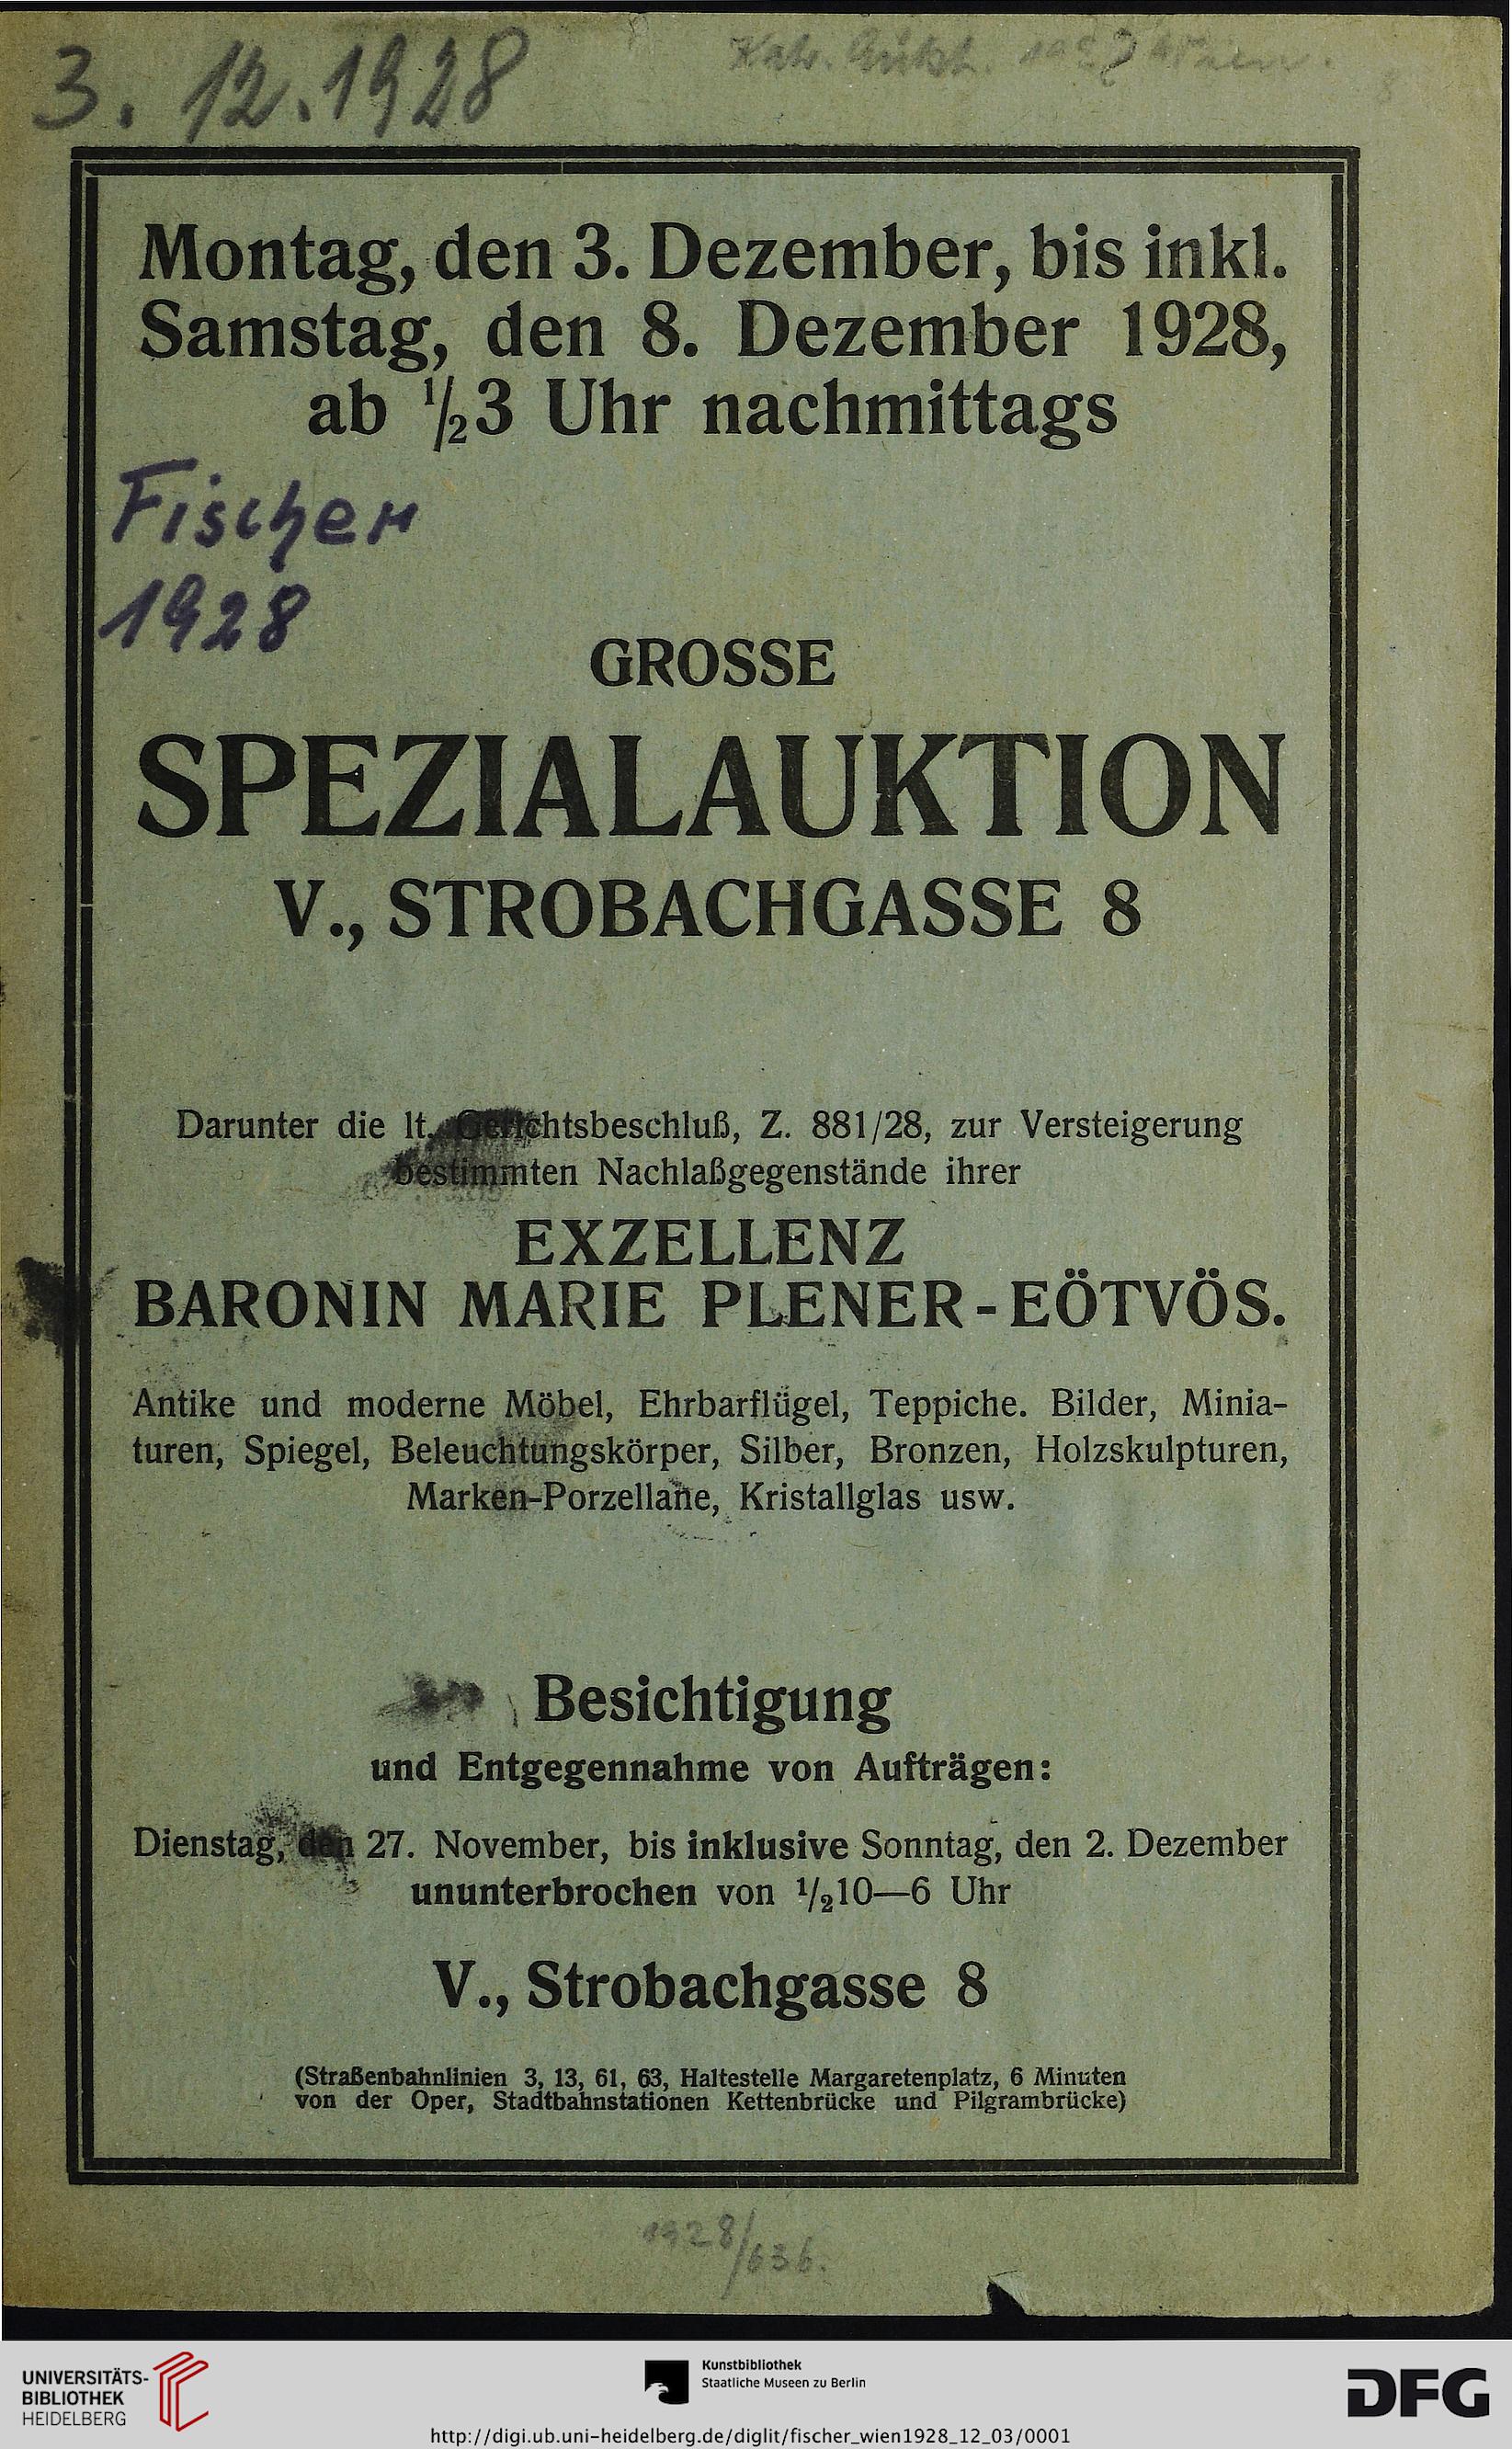 3. 12. 1928
Montag, den 3. Dezember, bis inkl.
Samstag, den 8. Dezember 1928,
ab ½3 Uhr nachmittags
Fischer
1928
GROSSE
SPEZIALAUKTION
V., STROBACHGASSE 8
Darunter die lt. Gerichtsbeschluß, Z. 881/28, zur Versteigerung
bestimmten Nachlaßgegenstände ihrer
EXZELLENZ
BARONIN MARIE PLENER-EÖTVÖS.
Antike und moderne Möbel, Ehrbarflügel, Teppiche. Bilder, Minia-
turen, Spiegel, Beleuchtungskörper, Silber, Bronzen, Holzskulpturen,
Marken-Porzellane, Kristallglas usw.
Besichtigung
und Entgegennahme von Aufträgen:
Dienstag, den 27. November, bis inklusive Sonntag, den 2. Dezember
ununterbrochen von ½10—6 Uhr
V., Strobachgasse 8
(Straßenbahnlinien 3, 13, 61, 63, Haltestelle Margaretenplatz, 6 Minuten
von der Oper, Stadtbahnstationen Kettenbrücke und Pilgrambrücke)
1928/636.
UNIVERSITÄTS-
BIBLIOTHEK
HEIDELBERG
Kunstbibliothek
Staatliche Museen zu Berlin
DFG
http://digi.ub.uni-heidelberg.de/diglit/fischer_wien1928_12_03/0001